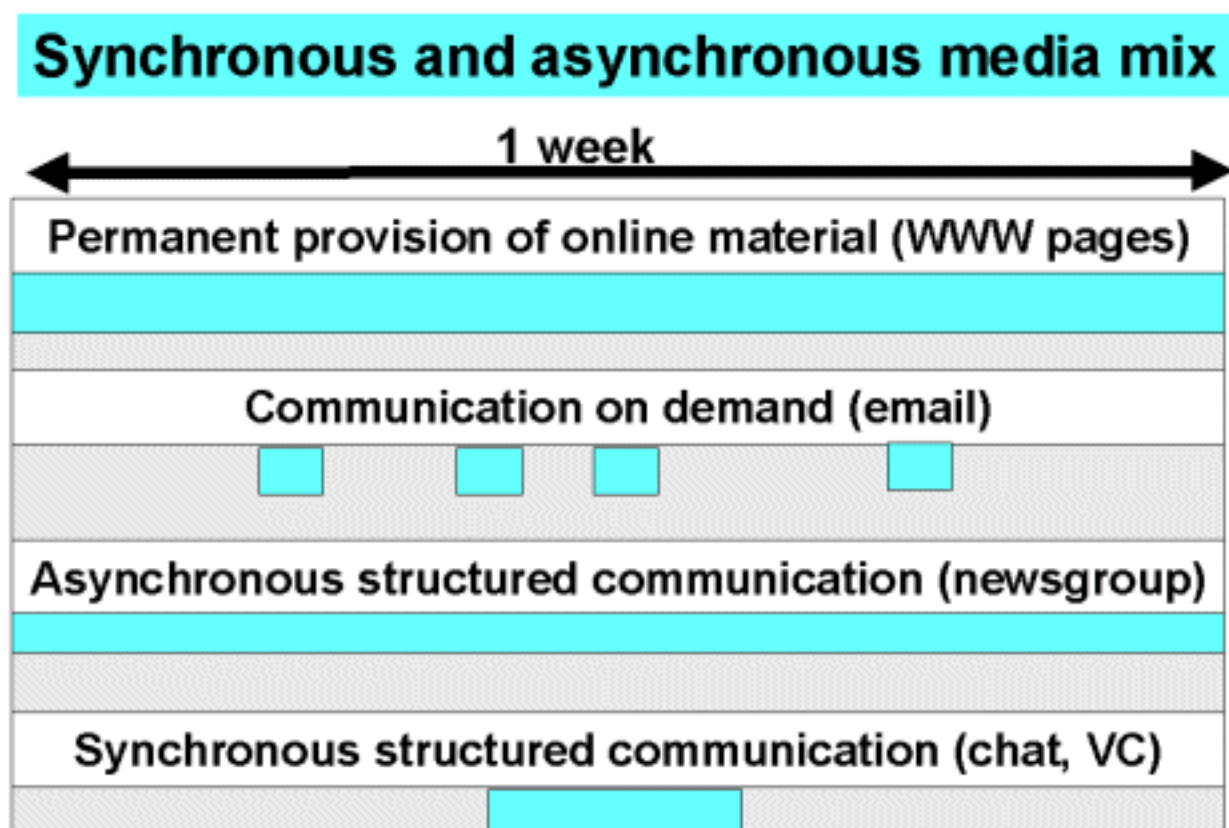 Synchronous and asynchronous media mix
1 week
Permanent provision of online material (WWW pages)
Communication on demand (email)
Asynchronous structured communication (newsgroup)
Synchronous structured communication (chat, VC)